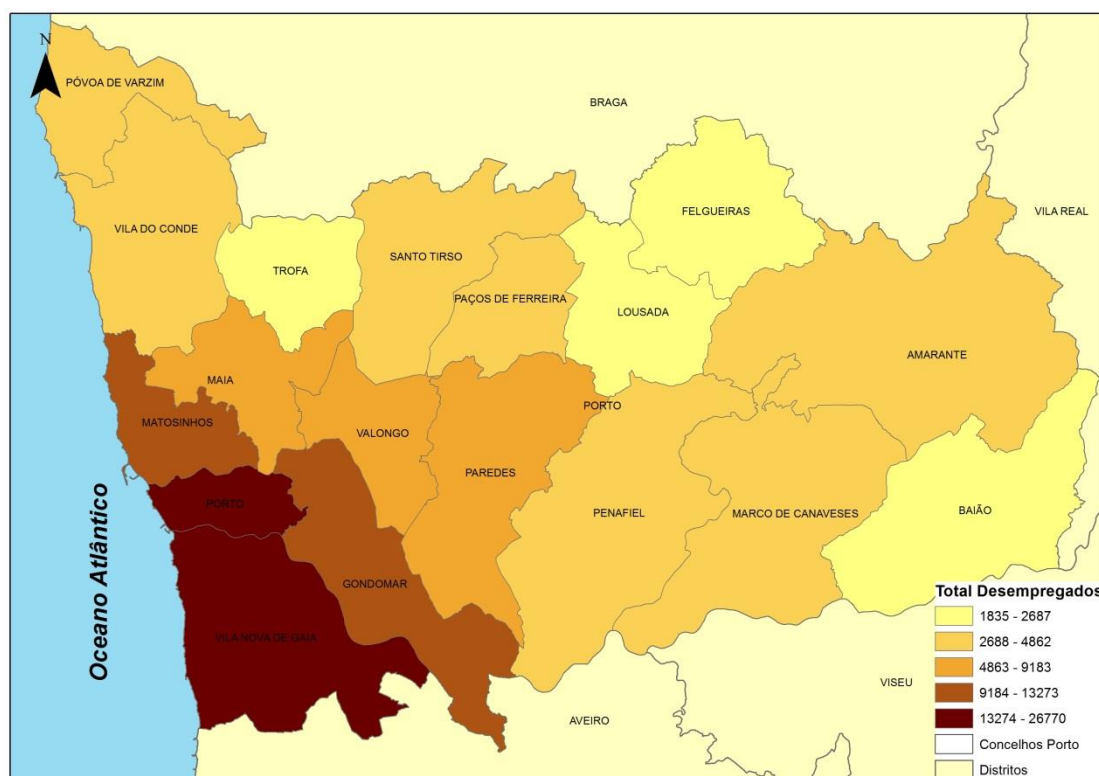 N
PÓVOA DE VARZIM
BRAGA
VILA REAL
FELGUEIRAS
VILA DO CONDE
SANTO TIRSO
TROFA
PAÇOS DE FERREIRA
LOUSADA
AMARANTE
MAIA
PORTO
MATOSINHOS
VALONGO
PAREDES
PORTO
PENAFIEL
MARCO DE CANAVESES
BAIÃO
GONDOMAR
VILA NOVA DE GAIA
Oceano Atlântico
VISEU
AVEIRO
Total Desempregados
1835 - 2687
2688 - 4862
4863 - 9183
9184 - 13273
13274 - 26770
Concelhos Porto
Distritos